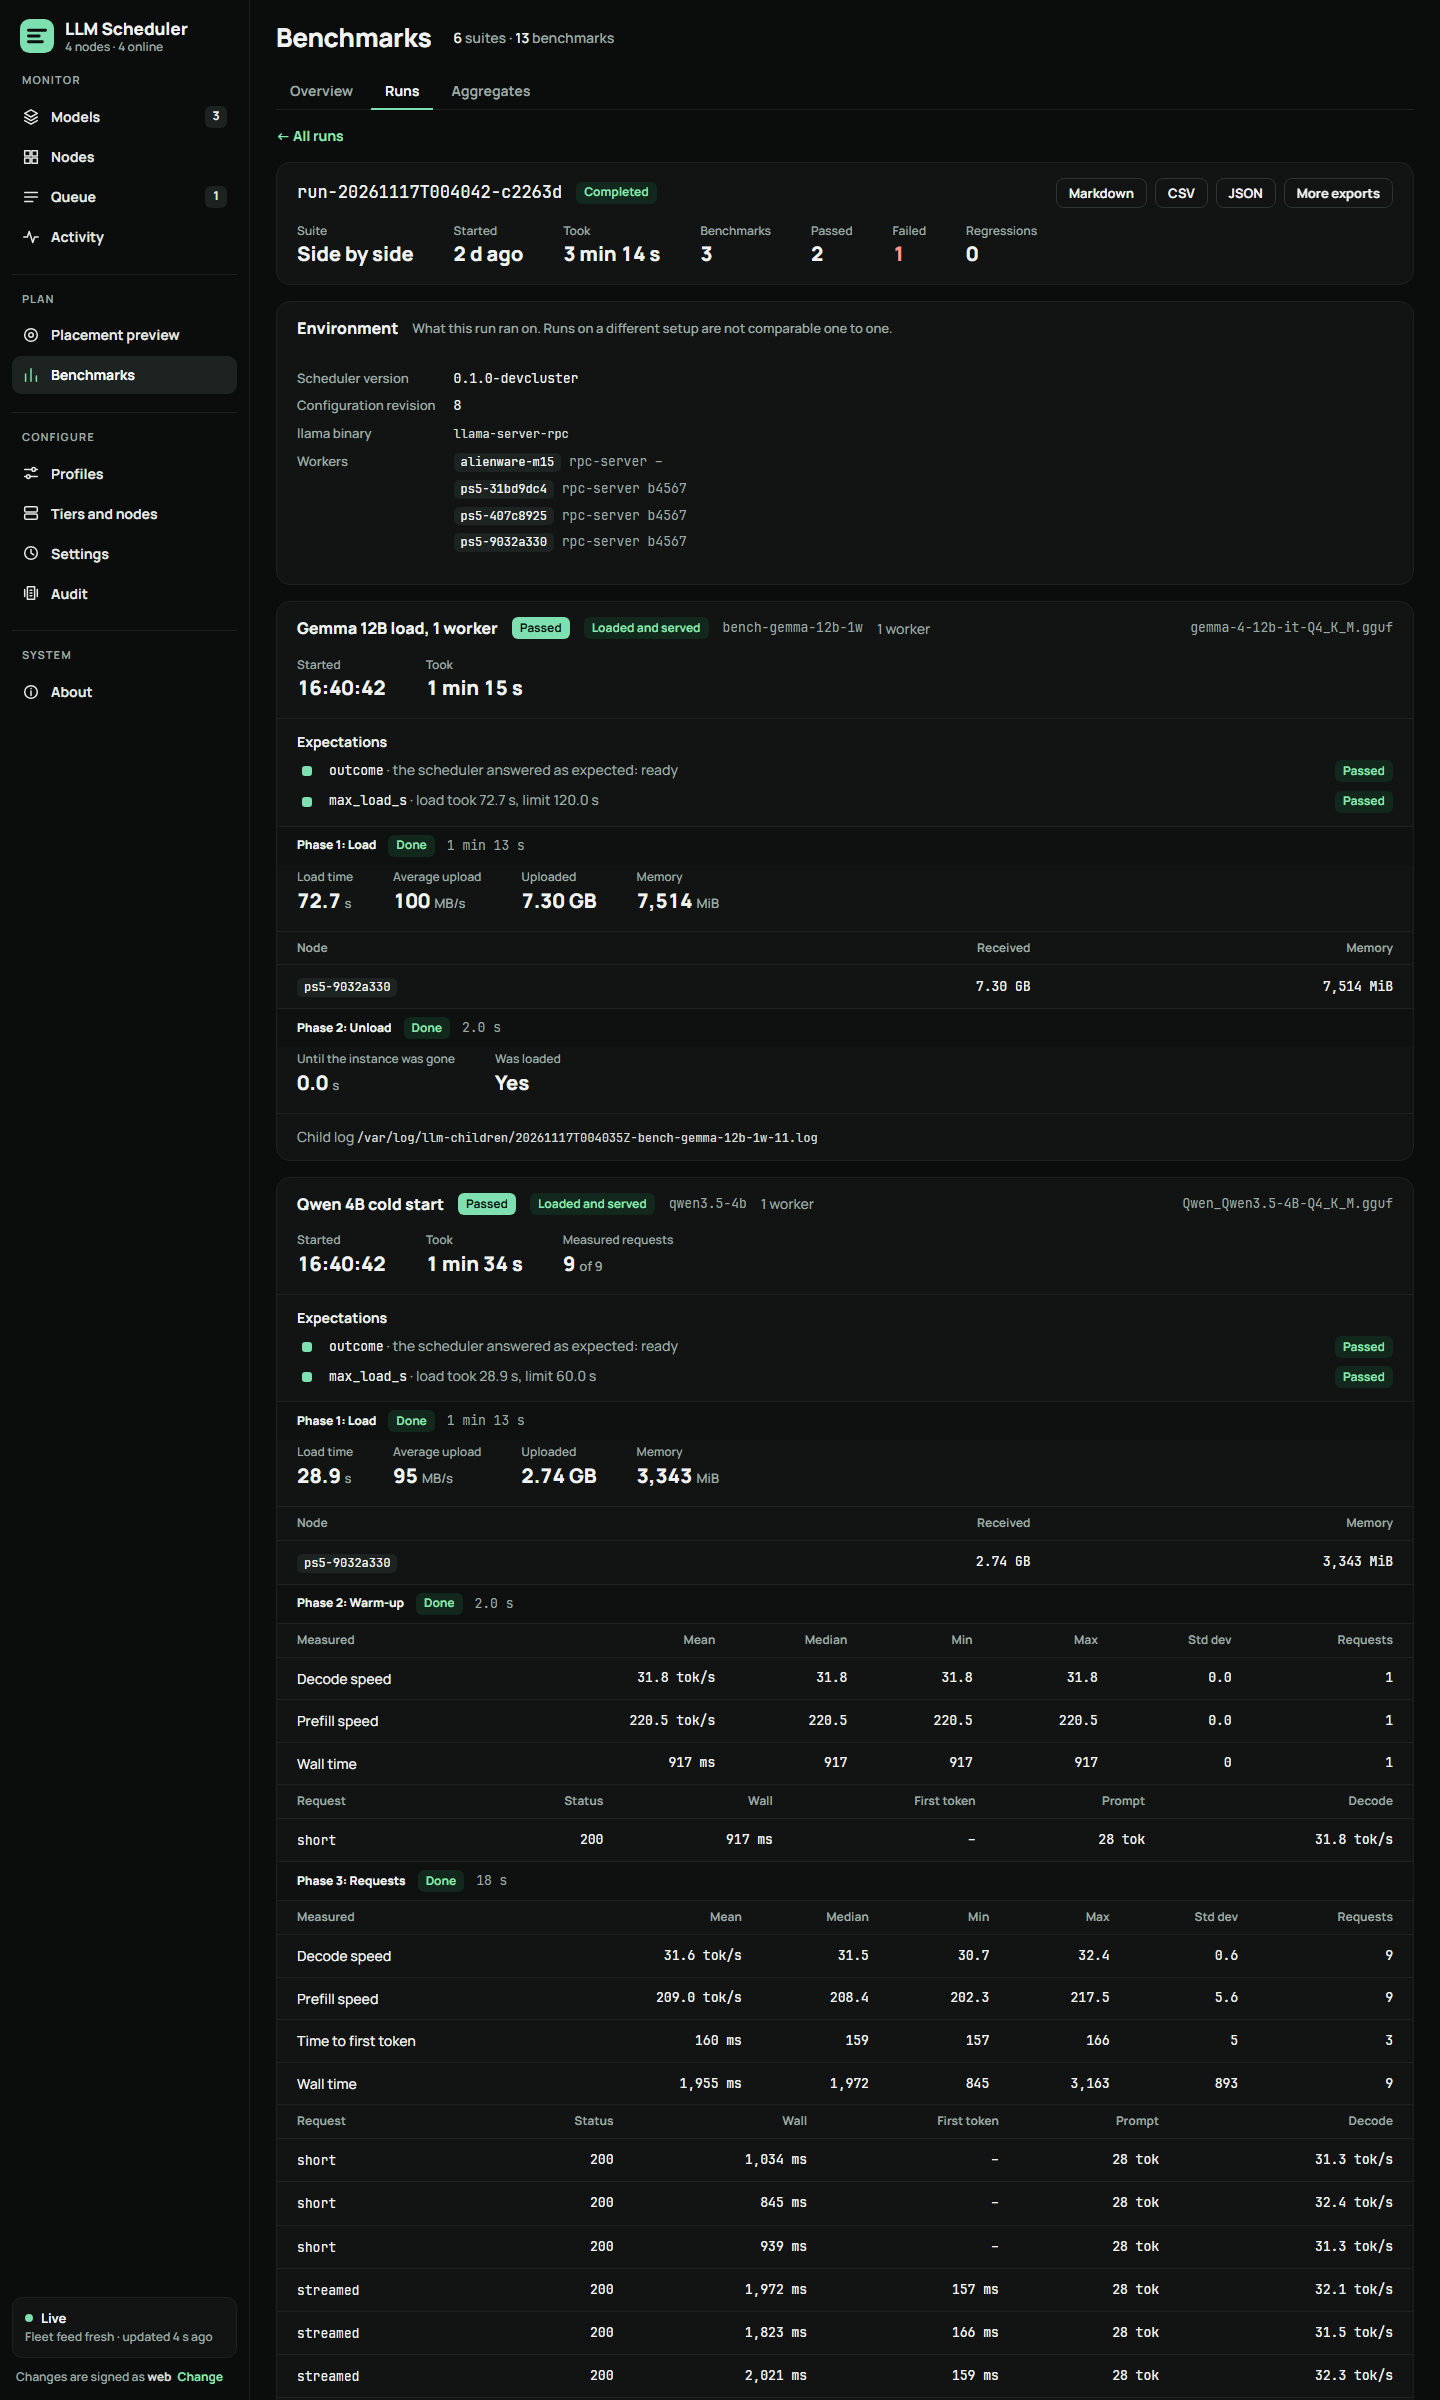 LLM Scheduler
4 nodes · 4 online
MONITOR
Models 3
Nodes
Queue 1
Activity
PLAN
Placement preview
Benchmarks
CONFIGURE
Profiles
Tiers and nodes
Settings
Audit
SYSTEM
About
Live
Fleet feed fresh · updated 4 s ago
Changes are signed as web Change
Benchmarks 6 suites · 13 benchmarks
Overview Runs Aggregates
← All runs
run-20261117T004042-c2263d Completed Markdown CSV JSON More exports
Suite Started Took Benchmarks Passed Failed Regressions
Side by side 2 d ago 3 min 14 s 3 2 1 0
Environment What this run ran on. Runs on a different setup are not comparable one to one.
Scheduler version 0.1.0-devcluster
Configuration revision 8
llama binary llama-server-rpc
Workers alienware-m15 rpc-server –
ps5-31bd9dc4 rpc-server b4567
ps5-407c8925 rpc-server b4567
ps5-9032a330 rpc-server b4567
Gemma 12B load, 1 worker Passed Loaded and served bench-gemma-12b-1w 1 worker gemma-4-12b-it-Q4_K_M.gguf
Started Took
16:40:42 1 min 15 s
Expectations
outcome · the scheduler answered as expected: ready Passed
max_load_s · load took 72.7 s, limit 120.0 s Passed
Phase 1: Load Done 1 min 13 s
Load time Average upload Uploaded Memory
72.7 s 100 MB/s 7.30 GB 7,514 MiB
Node Received Memory
ps5-9032a330 7.30 GB 7,514 MiB
Phase 2: Unload Done 2.0 s
Until the instance was gone Was loaded
0.0 s Yes
Child log /var/log/llm-children/20261117T004035Z-bench-gemma-12b-1w-11.log
Qwen 4B cold start Passed Loaded and served qwen3.5-4b 1 worker Qwen_Qwen3.5-4B-Q4_K_M.gguf
Started Took Measured requests
16:40:42 1 min 34 s 9 of 9
Expectations
outcome · the scheduler answered as expected: ready Passed
max_load_s · load took 28.9 s, limit 60.0 s Passed
Phase 1: Load Done 1 min 13 s
Load time Average upload Uploaded Memory
28.9 s 95 MB/s 2.74 GB 3,343 MiB
Node Received Memory
ps5-9032a330 2.74 GB 3,343 MiB
Phase 2: Warm-up Done 2.0 s
Measured Mean Median Min Max Std dev Requests
Decode speed 31.8 tok/s 31.8 31.8 31.8 0.0 1
Prefill speed 220.5 tok/s 220.5 220.5 220.5 0.0 1
Wall time 917 ms 917 917 917 0 1
Request Status Wall First token Prompt Decode
short 200 917 ms – 28 tok 31.8 tok/s
Phase 3: Requests Done 18 s
Measured Mean Median Min Max Std dev Requests
Decode speed 31.6 tok/s 31.5 30.7 32.4 0.6 9
Prefill speed 209.0 tok/s 208.4 202.3 217.5 5.6 9
Time to first token 160 ms 159 157 166 5 3
Wall time 1,955 ms 1,972 845 3,163 893 9
Request Status Wall First token Prompt Decode
short 200 1,034 ms – 28 tok 31.3 tok/s
short 200 845 ms – 28 tok 32.4 tok/s
short 200 939 ms – 28 tok 31.3 tok/s
streamed 200 1,972 ms 157 ms 28 tok 32.1 tok/s
streamed 200 1,823 ms 166 ms 28 tok 31.5 tok/s
streamed 200 2,021 ms 159 ms 28 tok 32.3 tok/s